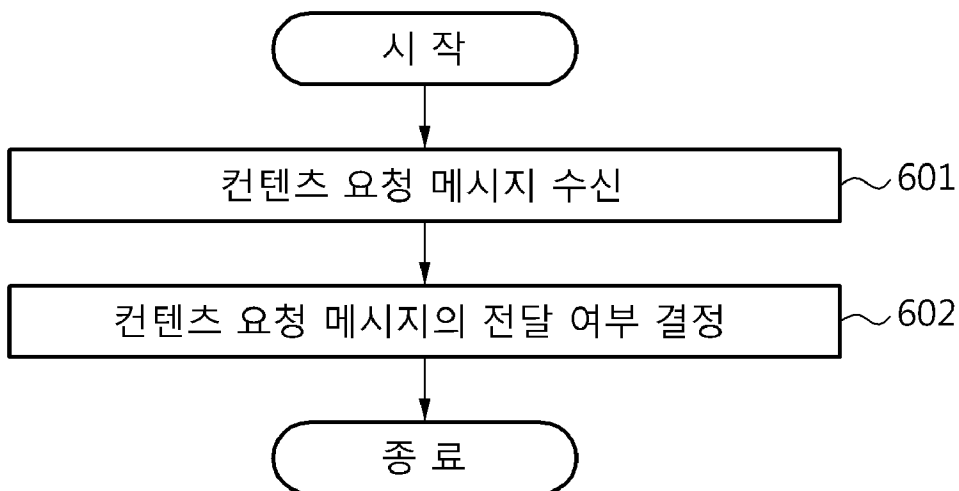 시 작
컨텐츠 요청 메시지 수신
601
컨텐츠 요청 메시지의 전달 여부 결정
602
종 료